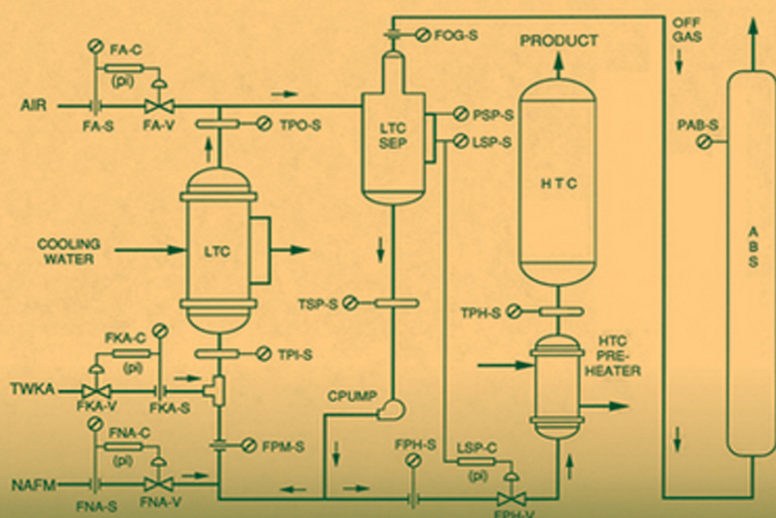 FOG-S
OFF
GAS
PRODUCT
FA-C
(pi)
AIR
FA-S
FA-V
TPO-S
LTC
SEP
PSP-S
LSP-S
PAB-S
HTC
COOLING
WATER
LTC
A
B
S
TSP-S
TPH-S
FKA-C
(pi)
TPI-S
HTC
PRE-
HEATER
TWKA
FKA-V
FKA-S
CPUMP
FNA-C
(pi)
FPM-S
FPH-S
LSP-C
(pi)
NAFM
FNA-S
FNA-V
FPH-V